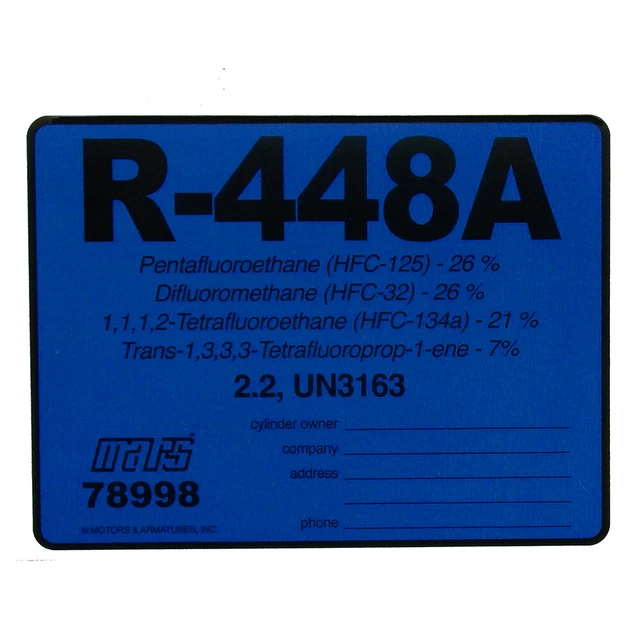 R-448A
Pentafluoroethane (HFC-125) - 26 %
Difluoromethane (HFC-32) - 26 %
1,1,1,2-Tetrafluoroethane (HFC-134a) - 21 %
Trans-1,3,3,3-Tetrafluoroprop-1-ene - 7%
2.2, UN3163
cylinder owner
company
address
phone
mars®
78998
© MOTORS & ARMATURES, INC.